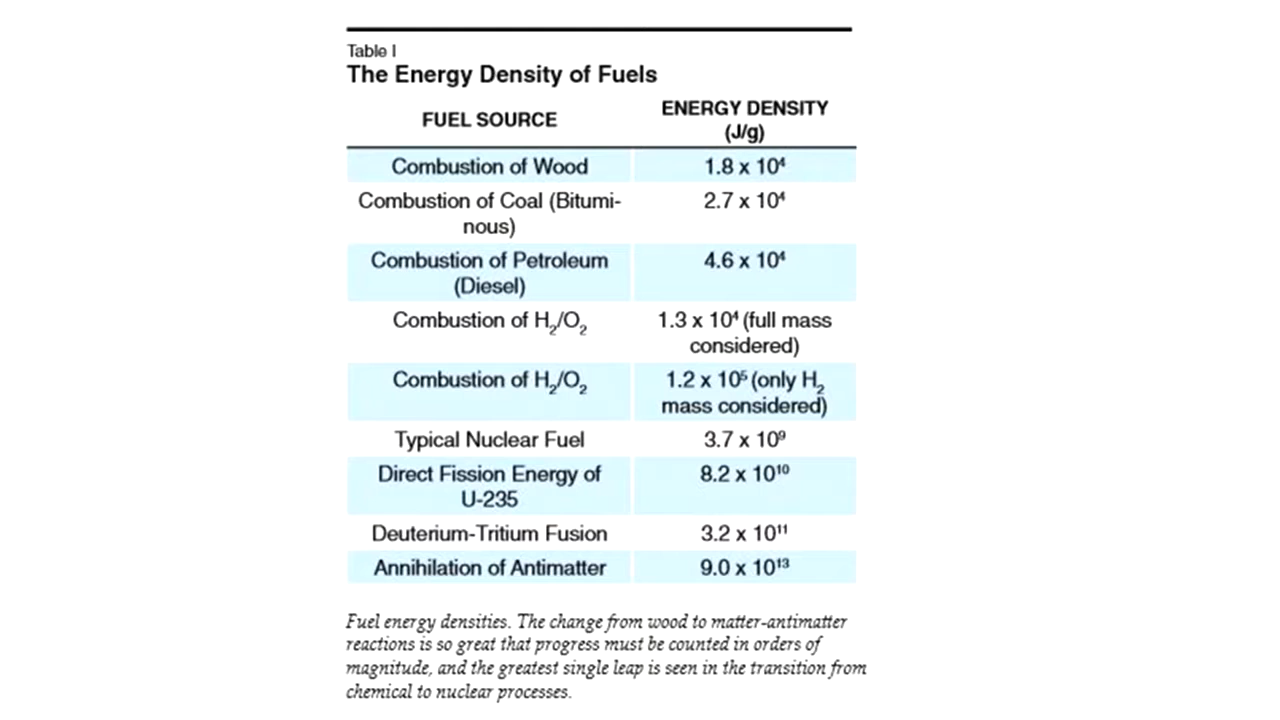 Table I
The Energy Density of Fuels
FUEL SOURCE
ENERGY DENSITY
(J/g)
Combustion of Wood
1.8 x 10⁴
Combustion of Coal (Bitumi-
nous)
2.7 x 10⁴
Combustion of Petroleum
(Diesel)
4.6 x 10⁴
Combustion of H₂/O₂
1.3 x 10⁴ (full mass
considered)
Combustion of H₂/O₂
1.2 x 10⁵ (only H₂
mass considered)
Typical Nuclear Fuel
3.7 x 10⁹
Direct Fission Energy of
U-235
8.2 x 10¹⁰
Deuterium-Tritium Fusion
3.2 x 10¹¹
Annihilation of Antimatter
9.0 x 10¹³
Fuel energy densities. The change from wood to matter-antimatter
reactions is so great that progress must be counted in orders of
magnitude, and the greatest single leap is seen in the transition from
chemical to nuclear processes.